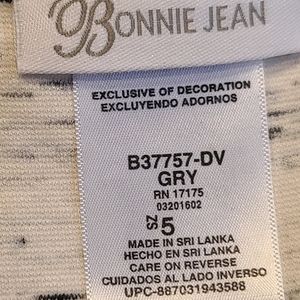 BONNIE JEAN
EXCLUSIVE OF DECORATION
EXCLUYENDO ADORNOS
B37757-DV
GRY
RN 17175
03201602
ZS 5
MADE IN SRI LANKA
HECHO EN SRI LANKA
CARE ON REVERSE
CUIDADOS AL LADO INVERSO
UPC-887031943588